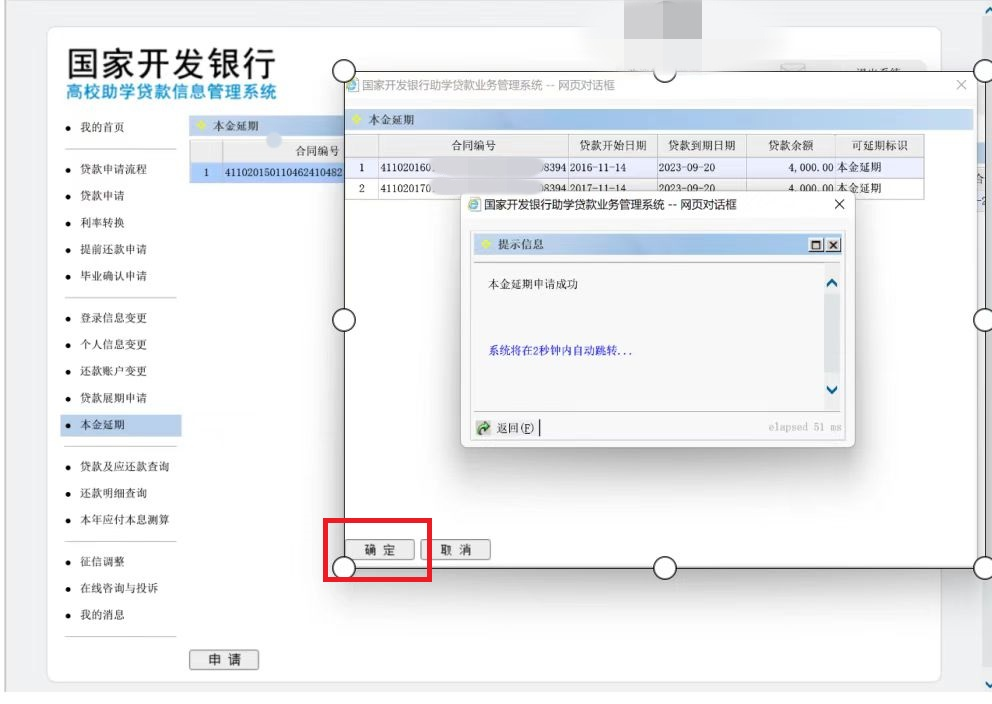 国家开发银行
高校助学贷款信息管理系统
我的首页
贷款申请流程
贷款申请
利率转换
提前还款申请
毕业确认申请
登录信息变更
个人信息变更
还款账户变更
贷款展期申请
本金延期
贷款及应还款查询
还款明细查询
本年应付本息测算
征信调整
在线咨询与投诉
我的消息
本金延期
合同编号
1 411020150110462410482
申 请
国家开发银行助学贷款业务管理系统 -- 网页对话框
本金延期
合同编号 贷款开始日期 贷款到期日期 贷款余额 可延期标识
1 411020160 8394 2016-11-14 2023-09-20 4,000.00 本金延期
2 411020170 8394 2017-11-14 2023-09-20 4,000.00 本金延期
国家开发银行助学贷款业务管理系统 -- 网页对话框
提示信息
本金延期申请成功
系统将在2秒钟内自动跳转...
返回(F)
elapsed 51 ms
确 定 取 消